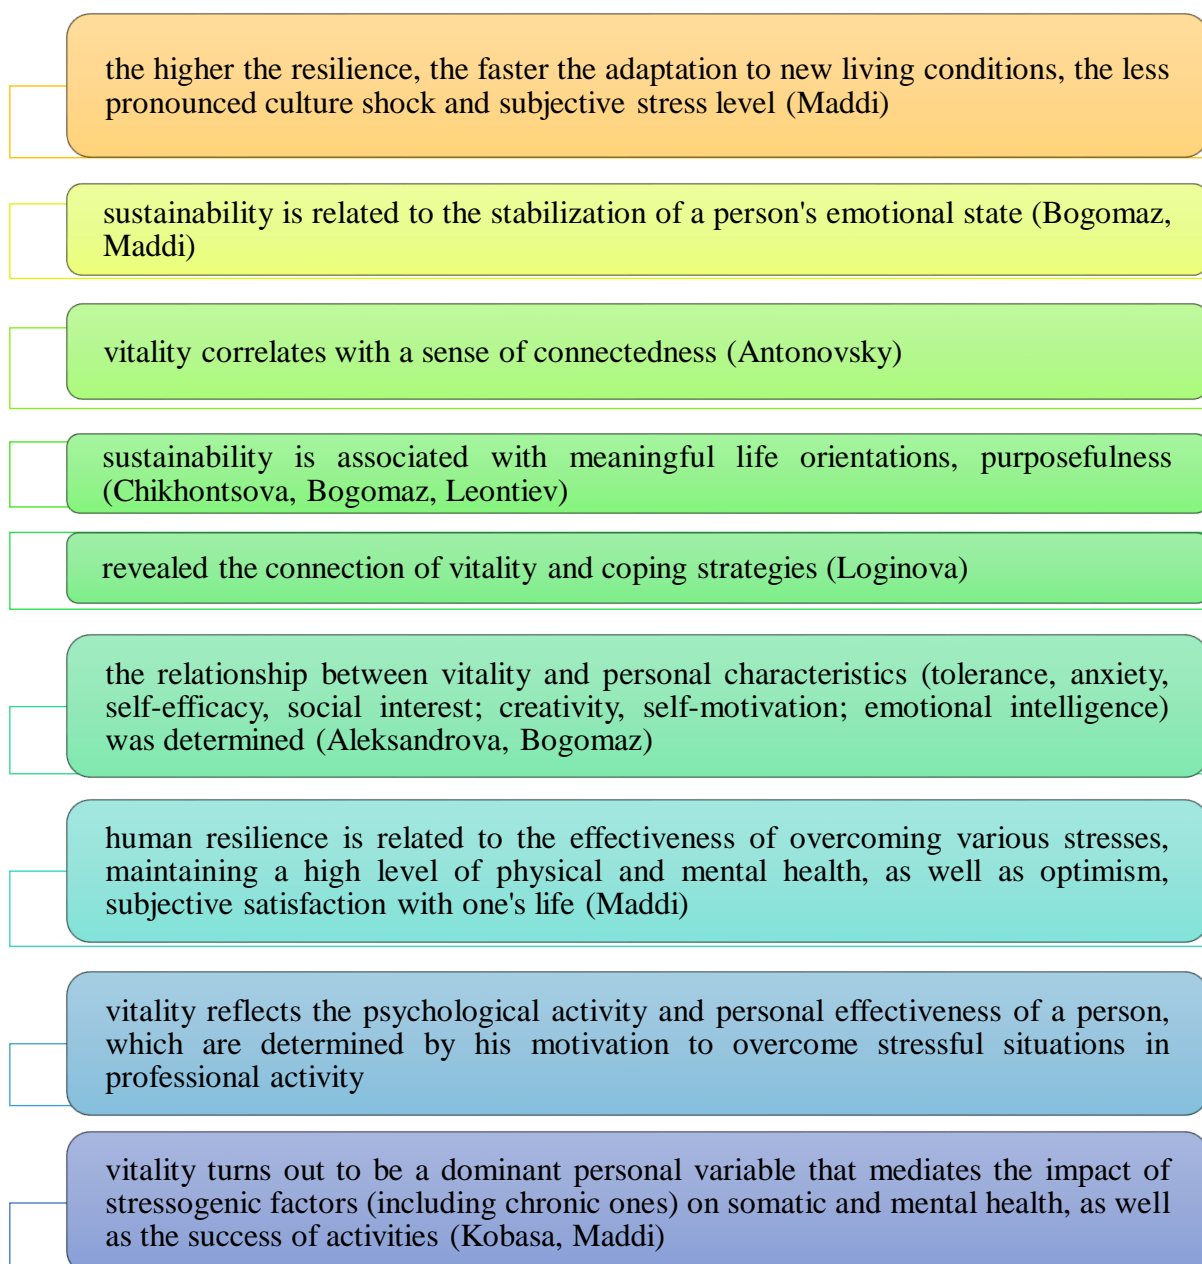 the higher the resilience, the faster the adaptation to new living conditions, the less
pronounced culture shock and subjective stress level (Maddi)
sustainability is related to the stabilization of a person's emotional state (Bogomaz,
Maddi)
vitality correlates with a sense of connectedness (Antonovsky)
sustainability is associated with meaningful life orientations, purposefulness
(Chikhontsova, Bogomaz, Leontiev)
revealed the connection of vitality and coping strategies (Loginova)
the relationship between vitality and personal characteristics (tolerance, anxiety,
self-efficacy, social interest; creativity, self-motivation; emotional intelligence)
was determined (Aleksandrova, Bogomaz)
human resilience is related to the effectiveness of overcoming various stresses,
maintaining a high level of physical and mental health, as well as optimism,
subjective satisfaction with one's life (Maddi)
vitality reflects the psychological activity and personal effectiveness of a person,
which are determined by his motivation to overcome stressful situations in
professional activity
vitality turns out to be a dominant personal variable that mediates the impact of
stressogenic factors (including chronic ones) on somatic and mental health, as well
as the success of activities (Kobasa, Maddi)